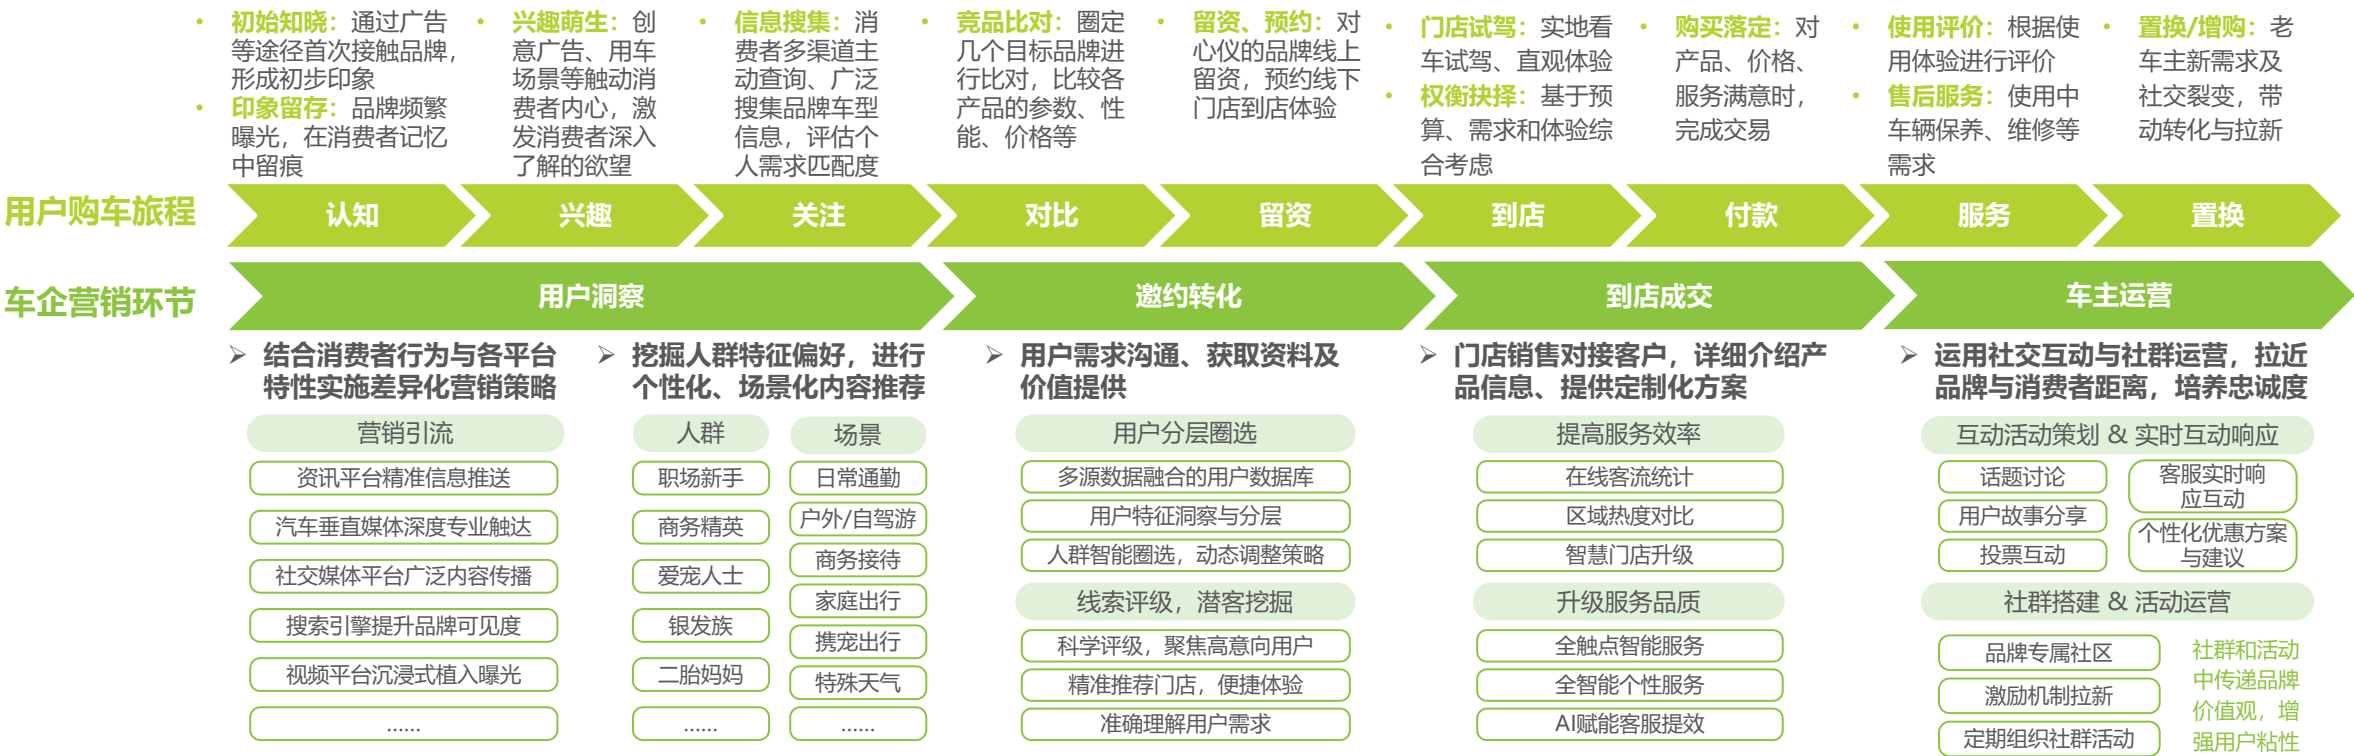 • 初始知晓：通过广告
等途径首次接触品牌，
形成初步印象
• 印象留存：品牌频繁
曝光，在消费者记忆
中留痕
• 兴趣萌生：创
意广告、用车
场景等触动消
费者内心，激
发消费者深入
了解的欲望
• 信息搜集：消
费者多渠道主
动查询、广泛
搜集品牌车型
信息，评估个
人需求匹配度
• 竞品比对：圈定
几个目标品牌进
行比对，比较各
产品的参数、性
能、价格等
• 留资、预约：对
心仪的品牌线上
留资，预约线下
门店到店体验
• 门店试驾：实地看
车试驾、直观体验
• 权衡抉择：基于预
算、需求和体验综
合考虑
• 购买落定：对
产品、价格、
服务满意时，
完成交易
• 使用评价：根据使
用体验进行评价
• 售后服务：使用中
车辆保养、维修等
需求
• 置换/增购：老
车主新需求及
社交裂变，带
动转化与拉新
用户购车旅程
认知
兴趣
关注
对比
留资
到店
付款
服务
置换
车企营销环节
用户洞察
邀约转化
到店成交
车主运营
➢ 结合消费者行为与各平台
特性实施差异化营销策略
营销引流
资讯平台精准信息推送
汽车垂直媒体深度专业触达
社交媒体平台广泛内容传播
搜索引擎提升品牌可见度
视频平台沉浸式植入曝光
......
➢ 挖掘人群特征偏好，进行
个性化、场景化内容推荐
人群
职场新手
商务精英
爱宠人士
银发族
二胎妈妈
......
场景
日常通勤
户外/自驾游
商务接待
家庭出行
携宠出行
特殊天气
......
➢ 用户需求沟通、获取资料及
价值提供
用户分层圈选
多源数据融合的用户数据库
用户特征洞察与分层
人群智能圈选，动态调整策略
线索评级，潜客挖掘
科学评级，聚焦高意向用户
精准推荐门店，便捷体验
准确理解用户需求
➢ 门店销售对接客户，详细介绍产
品信息、提供定制化方案
提高服务效率
在线客流统计
区域热度对比
智慧门店升级
升级服务品质
全触点智能服务
全智能个性服务
AI赋能客服提效
➢ 运用社交互动与社群运营，拉近
品牌与消费者距离，培养忠诚度
互动活动策划 & 实时互动响应
话题讨论
用户故事分享
投票互动
客服实时响
应互动
个性化优惠方案
与建议
社群搭建 & 活动运营
品牌专属社区
激励机制拉新
定期组织社群活动
社群和活动
中传递品牌
价值观，增
强用户粘性